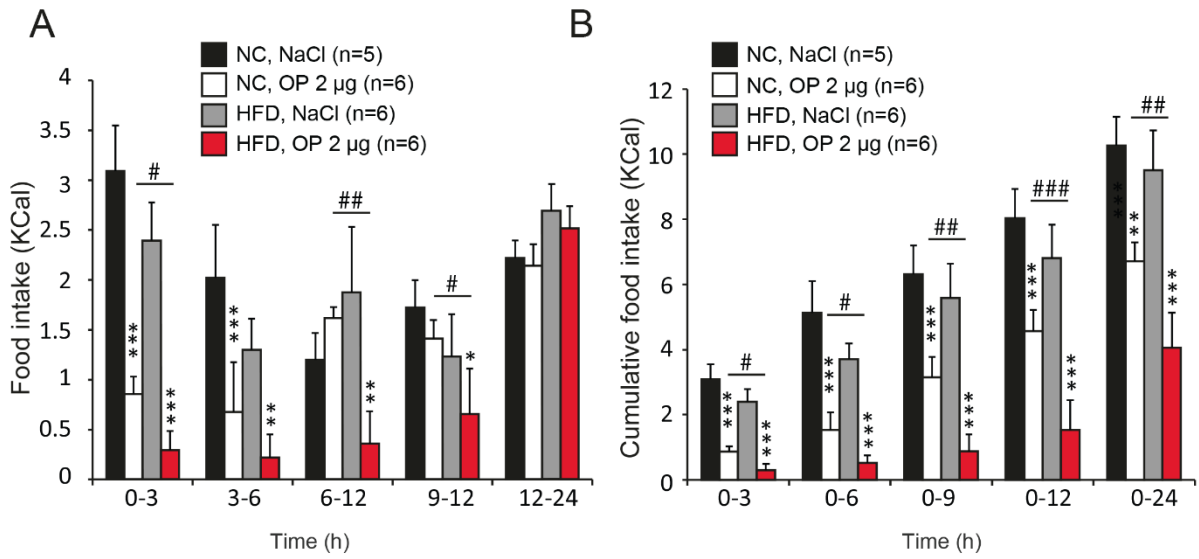 A
NC, NaCl (n=5)
NC, OP 2 µg (n=6)
HFD, NaCl (n=6)
HFD, OP 2 µg (n=6)
Food intake (KCal)
4
3.5
3
2.5
2
1.5
1
0.5
0
#
##
#
***
***
***
**
**
*
0-3 3-6 6-12 9-12 12-24
Time (h)
B
NC, NaCl (n=5)
NC, OP 2 µg (n=6)
HFD, NaCl (n=6)
HFD, OP 2 µg (n=6)
Cumulative food intake (KCal)
12
10
8
6
4
2
0
#
#
##
###
##
***
***
***
***
***
***
***
***
***
**
***
0-3 0-6 0-9 0-12 0-24
Time (h)